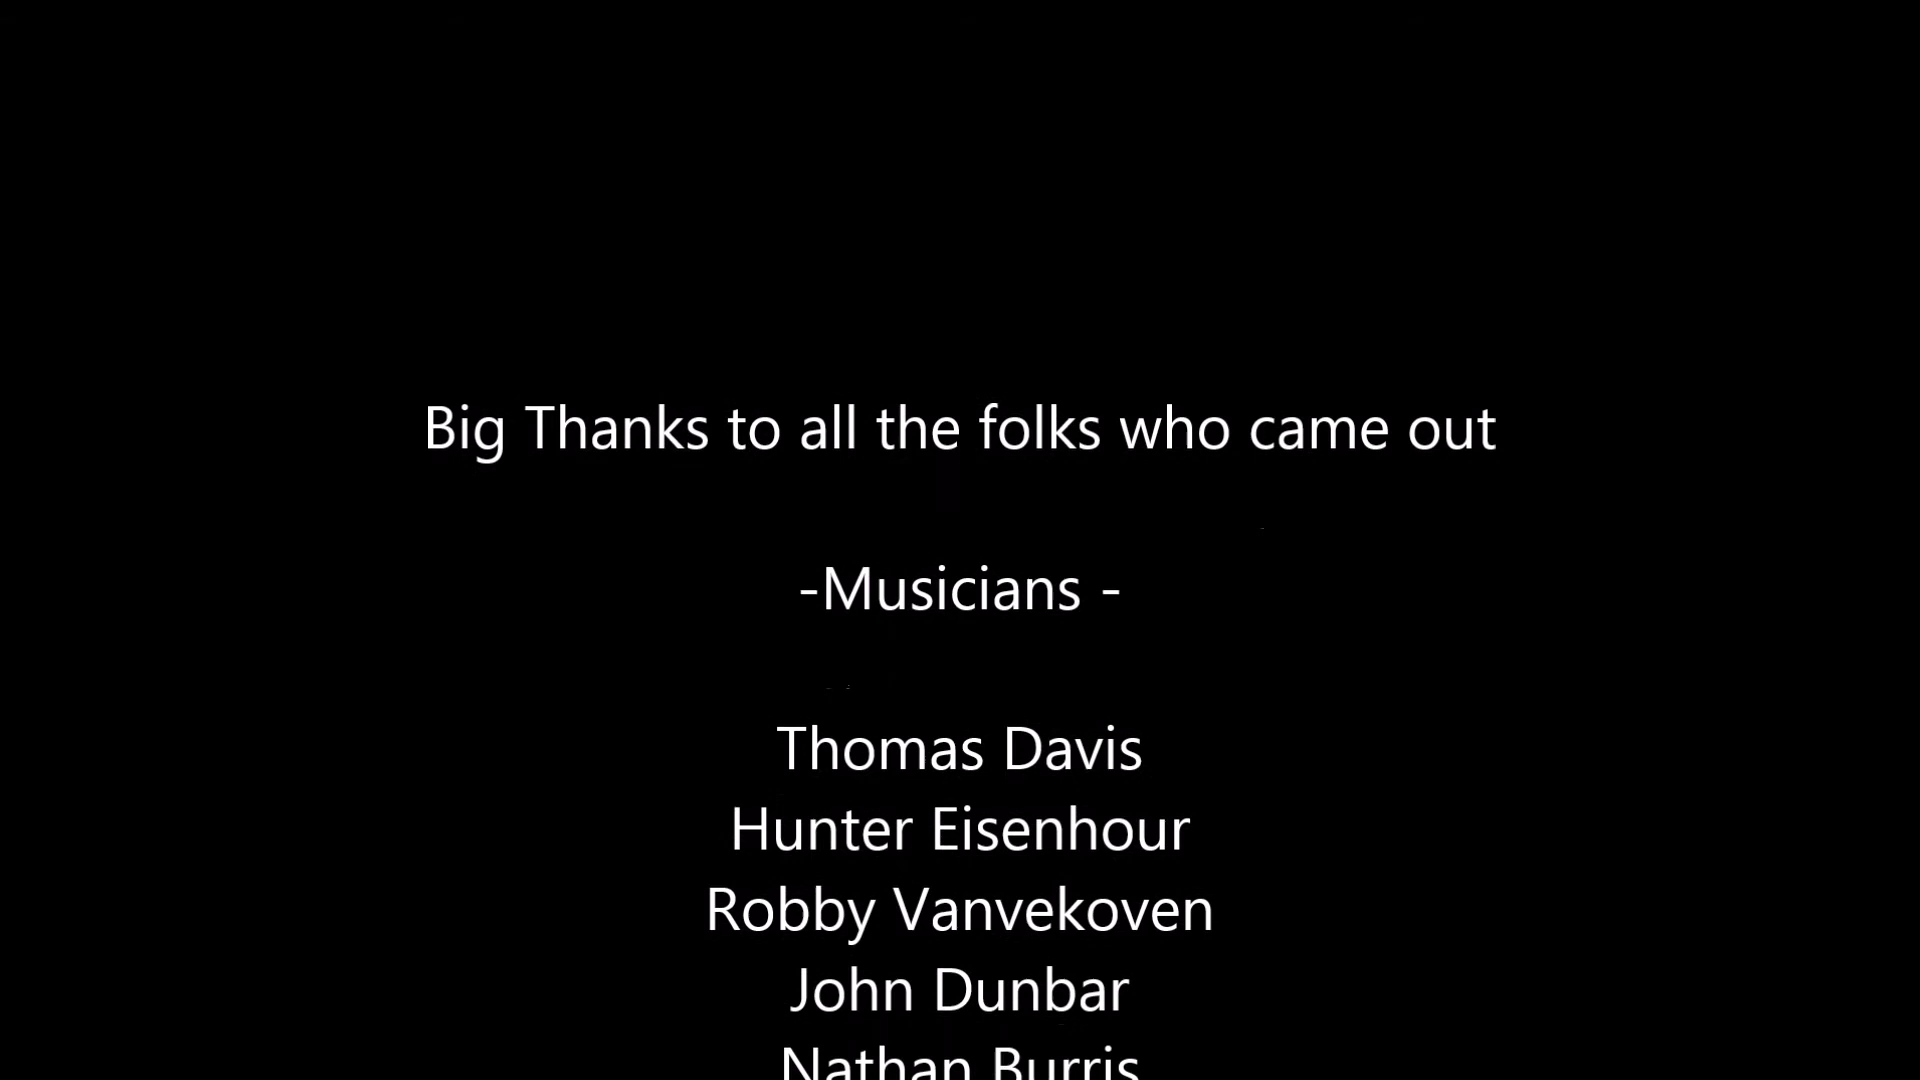 Big Thanks to all the folks who came out
-Musicians -
Thomas Davis
Hunter Eisenhour
Robby Vanvekoven
John Dunbar
Nathan Burris